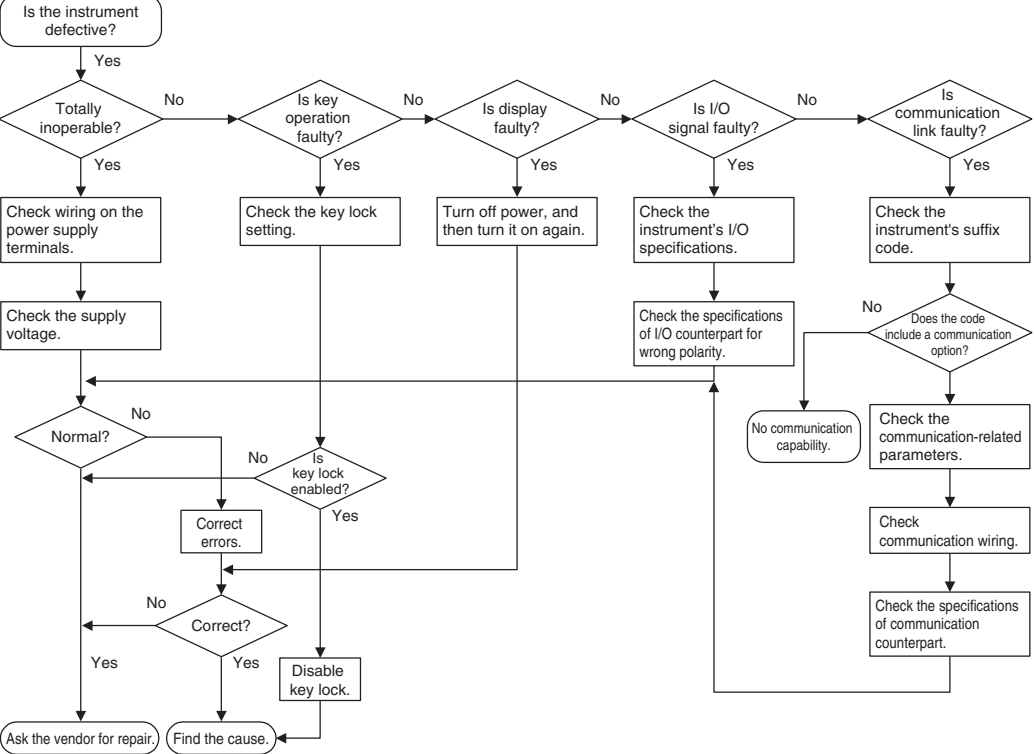 Is the instrument
defective?
Yes
Totally
inoperable?
No
Is key
operation
faulty?
No
Is display
faulty?
No
Is I/O
signal faulty?
No
Is
communication
link faulty?
Yes
Yes
Yes
Yes
Yes
Check wiring on the
power supply
terminals.
Check the key lock
setting.
Turn off power, and
then turn it on again.
Check the
instrument's I/O
specifications.
Check the
instrument's suffix
code.
Check the supply
voltage.
Check the specifications
of I/O counterpart for
wrong polarity.
No
Does the code
include a communication
option?
No communication
capability.
Check the
communication-related
parameters.
Normal?
No
No
Is
key lock
enabled?
Yes
Correct
errors.
Check
communication wiring.
No
Correct?
Check the specifications
of communication
counterpart.
Yes
Yes
Disable
key lock.
Ask the vendor for repair.
Find the cause.